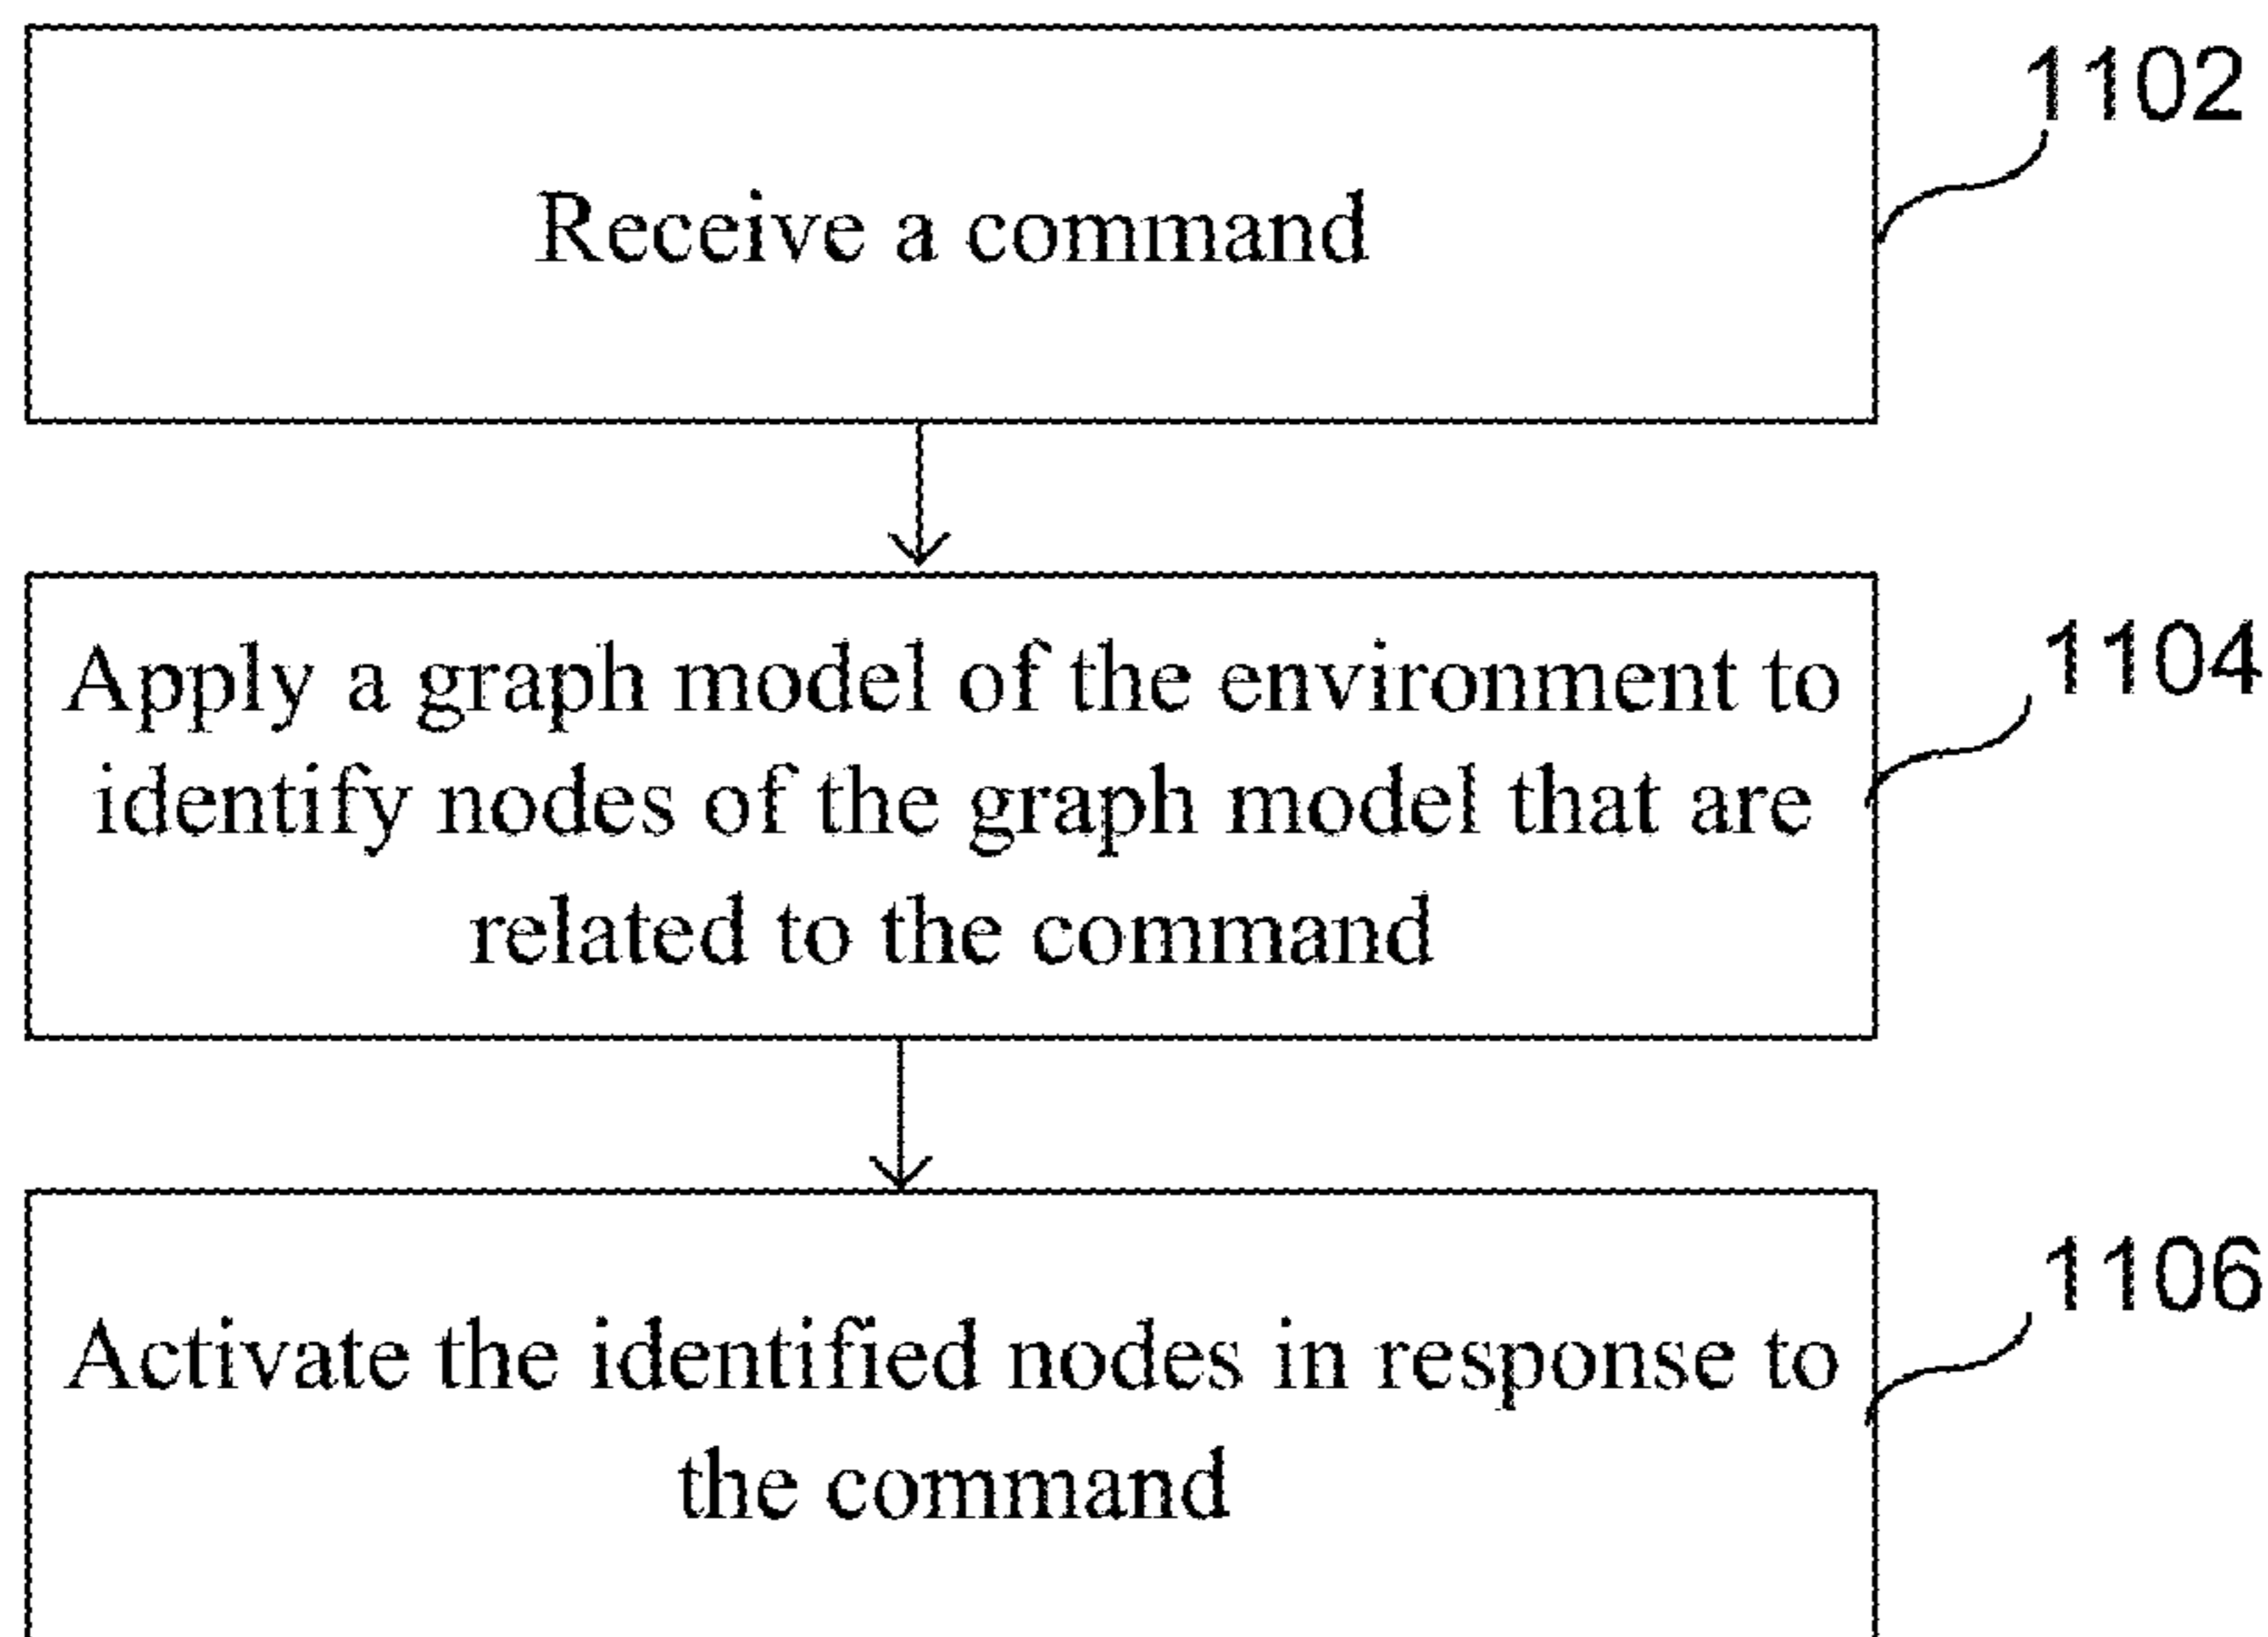 1102
Receive a command
1104
Apply a graph model of the environment to
identify nodes of the graph model that are
related to the command
1106
Activate the identified nodes in response to
the command